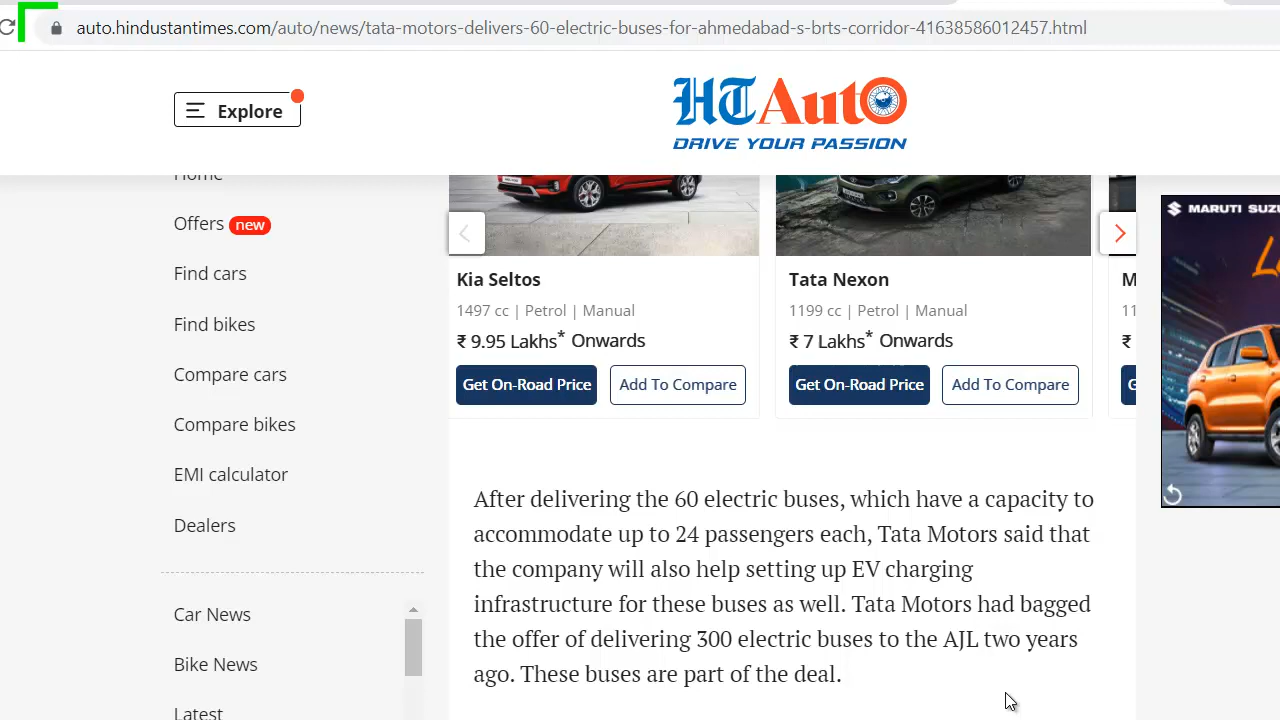 auto.hindustantimes.com/auto/news/tata-motors-delivers-60-electric-buses-for-ahmedabad-s-brts-corridor-41638586012457.html
Explore
HT Auto
DRIVE YOUR PASSION
Home
Offers new
Find cars
Find bikes
Compare cars
Compare bikes
EMI calculator
Dealers
Car News
Bike News
Latest
Kia Seltos
1497 cc | Petrol | Manual
₹ 9.95 Lakhs* Onwards
Get On-Road Price
Add To Compare
Tata Nexon
1199 cc | Petrol | Manual
₹ 7 Lakhs* Onwards
Get On-Road Price
Add To Compare
M
11
₹
G
After delivering the 60 electric buses, which have a capacity to
accommodate up to 24 passengers each, Tata Motors said that
the company will also help setting up EV charging
infrastructure for these buses as well. Tata Motors had bagged
the offer of delivering 300 electric buses to the AJL two years
ago. These buses are part of the deal.
MARUTI SUZU